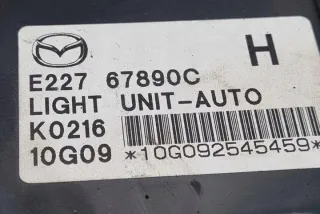 H
E227 67890C
LIGHT UNIT-AUTO
K0216
10G09 *10G092545459*